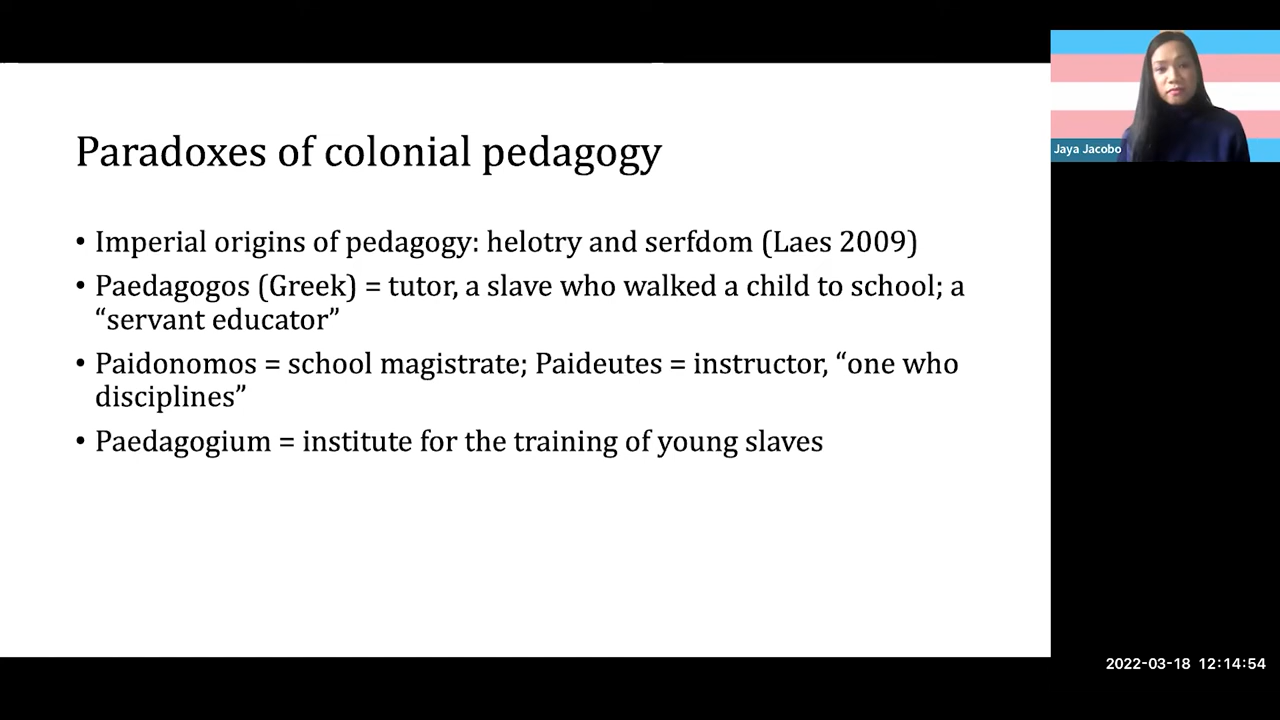 Paradoxes of colonial pedagogy
• Imperial origins of pedagogy: helotry and serfdom (Laes 2009)
• Paedagogos (Greek) = tutor, a slave who walked a child to school; a
“servant educator”
• Paidonomos = school magistrate; Paideutes = instructor, “one who
disciplines”
• Paedagogium = institute for the training of young slaves
Jaya Jacobo
2022-03-18 12:14:54